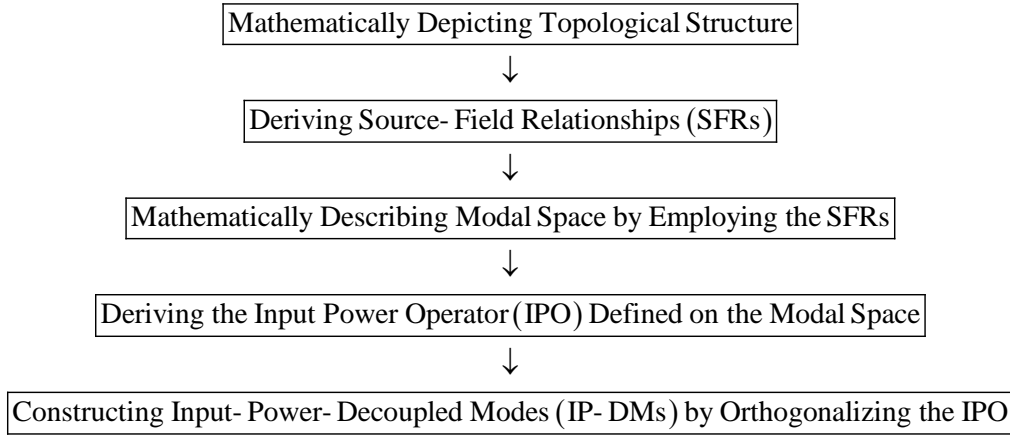 Mathematically Depicting Topological Structure
↓
Deriving Source- Field Relationships (SFRs)
↓
Mathematically Describing Modal Space by Employing the SFRs
↓
Deriving the Input Power Operator (IPO) Defined on the Modal Space
↓
Constructing Input- Power- Decoupled Modes (IP- DMs) by Orthogonalizing the IPO